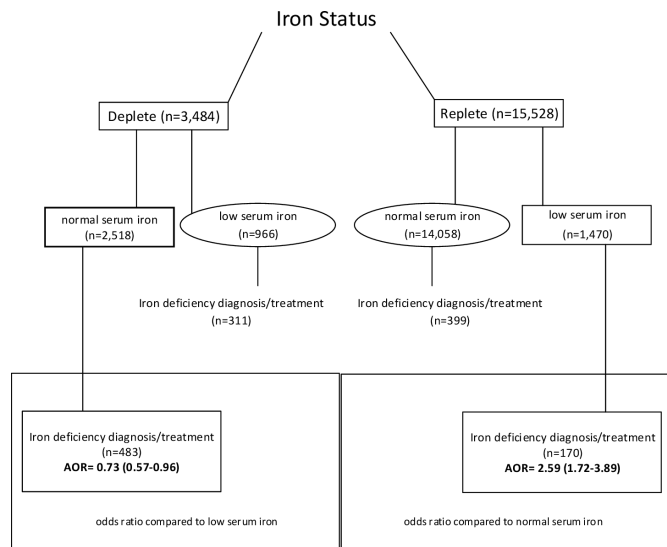 Iron Status
Deplete (n=3,484)
Replete (n=15,528)
normal serum iron
(n=2,518)
low serum iron
(n=966)
normal serum iron
(n=14,058)
low serum iron
(n=1,470)
Iron deficiency diagnosis/treatment
(n=311)
Iron deficiency diagnosis/treatment
(n=399)
Iron deficiency diagnosis/treatment
(n=483)
AOR= 0.73 (0.57-0.96)
odds ratio compared to low serum iron
Iron deficiency diagnosis/treatment
(n=170)
AOR= 2.59 (1.72-3.89)
odds ratio compared to normal serum iron